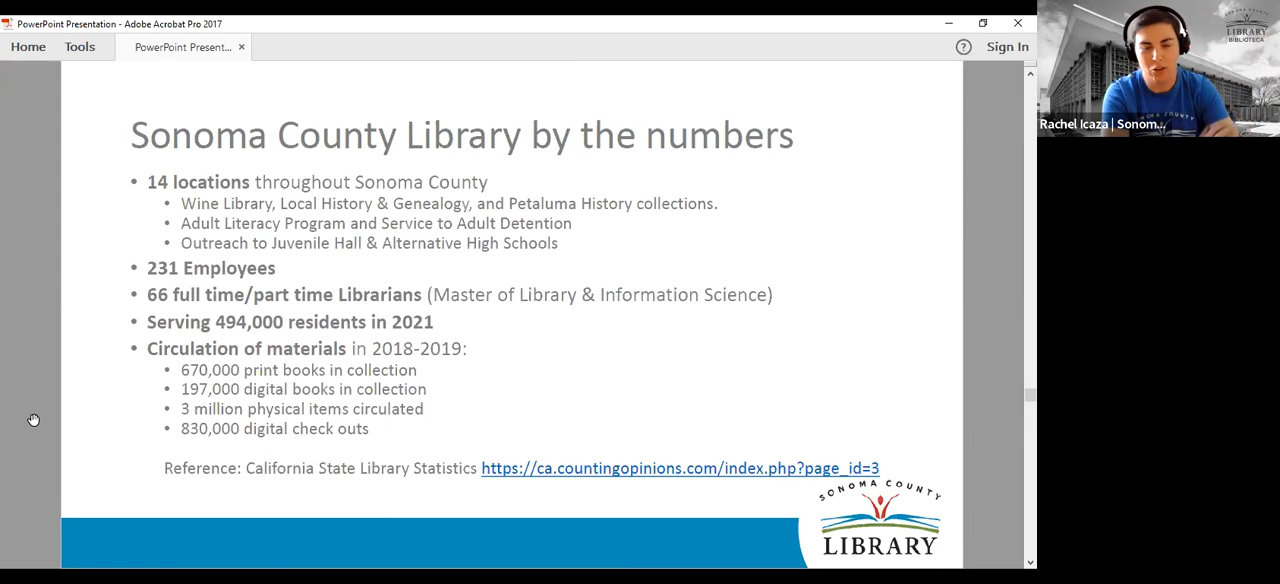 PowerPoint Presentation - Adobe Acrobat Pro 2017
Home Tools PowerPoint Present... × ? Sign In
Sonoma County Library by the numbers
• 14 locations throughout Sonoma County
• Wine Library, Local History & Genealogy, and Petaluma History collections.
• Adult Literacy Program and Service to Adult Detention
• Outreach to Juvenile Hall & Alternative High Schools
• 231 Employees
• 66 full time/part time Librarians (Master of Library & Information Science)
• Serving 494,000 residents in 2021
• Circulation of materials in 2018-2019:
• 670,000 print books in collection
• 197,000 digital books in collection
• 3 million physical items circulated
• 830,000 digital check outs
Reference: California State Library Statistics https://ca.countingopinions.com/index.php?page_id=3
SONOMA COUNTY
LIBRARY
SONOMA COUNTY
LIBRARY
BIBLIOTECA
Rachel Icaza | Sonom...